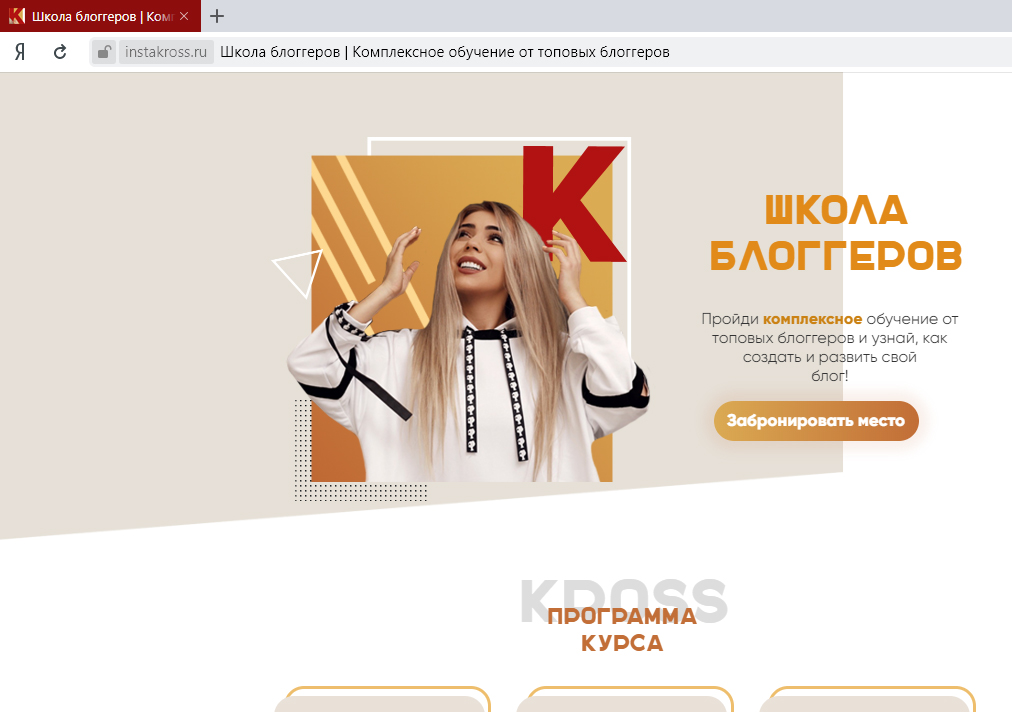 Школа блоггеров | Ком
instakross.ru Школа блоггеров | Комплексное обучение от топовых блоггеров
K
ШКОЛА
БЛОГГЕРОВ
Пройди комплексное обучение от
топовых блоггеров и узнай, как
создать и развить свой
блог!
Забронировать место
KROSS
ПРОГРАММА
КУРСА